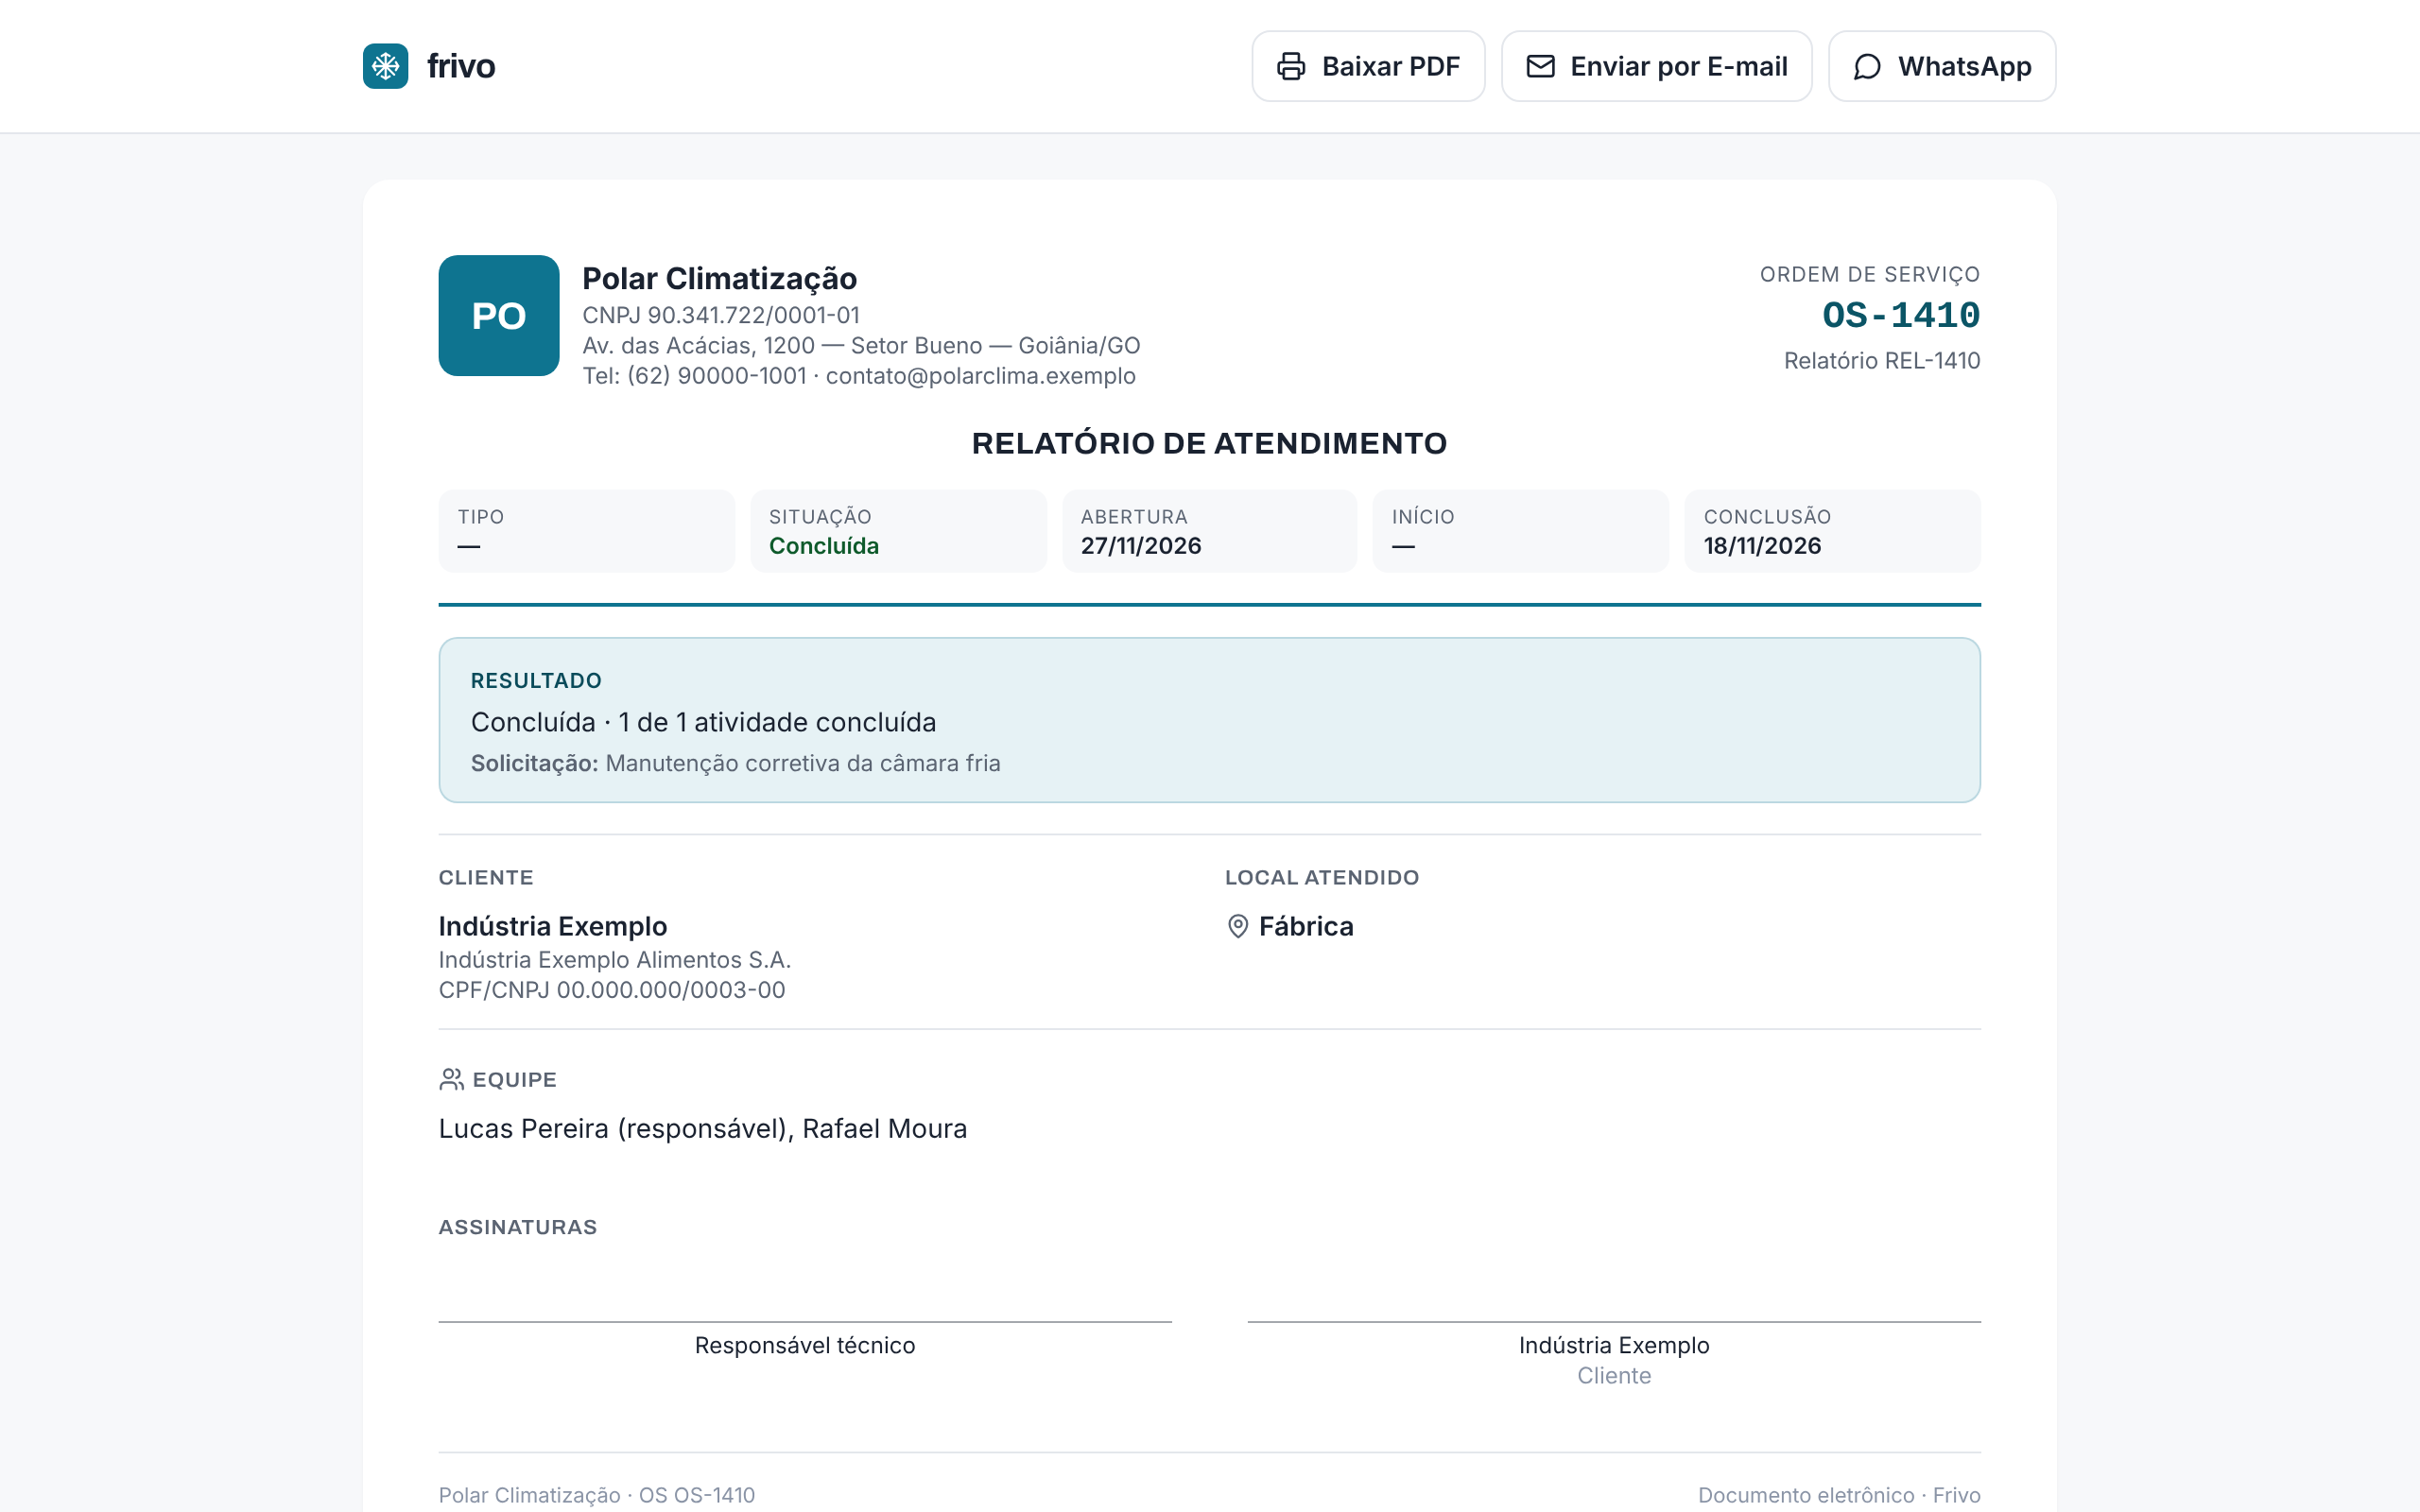 frivo
Baixar PDF
Enviar por E-mail
WhatsApp
PO
Polar Climatização
CNPJ 90.341.722/0001-01
Av. das Acácias, 1200 — Setor Bueno — Goiânia/GO
Tel: (62) 90000-1001 · contato@polarclima.exemplo
ORDEM DE SERVIÇO
OS-1410
Relatório REL-1410
RELATÓRIO DE ATENDIMENTO
TIPO
—
SITUAÇÃO
Concluída
ABERTURA
27/11/2026
INÍCIO
—
CONCLUSÃO
18/11/2026
RESULTADO
Concluída · 1 de 1 atividade concluída
Solicitação: Manutenção corretiva da câmara fria
CLIENTE
Indústria Exemplo
Indústria Exemplo Alimentos S.A.
CPF/CNPJ 00.000.000/0003-00
LOCAL ATENDIDO
Fábrica
EQUIPE
Lucas Pereira (responsável), Rafael Moura
ASSINATURAS
Responsável técnico
Indústria Exemplo
Cliente
Polar Climatização · OS OS-1410
Documento eletrônico · Frivo